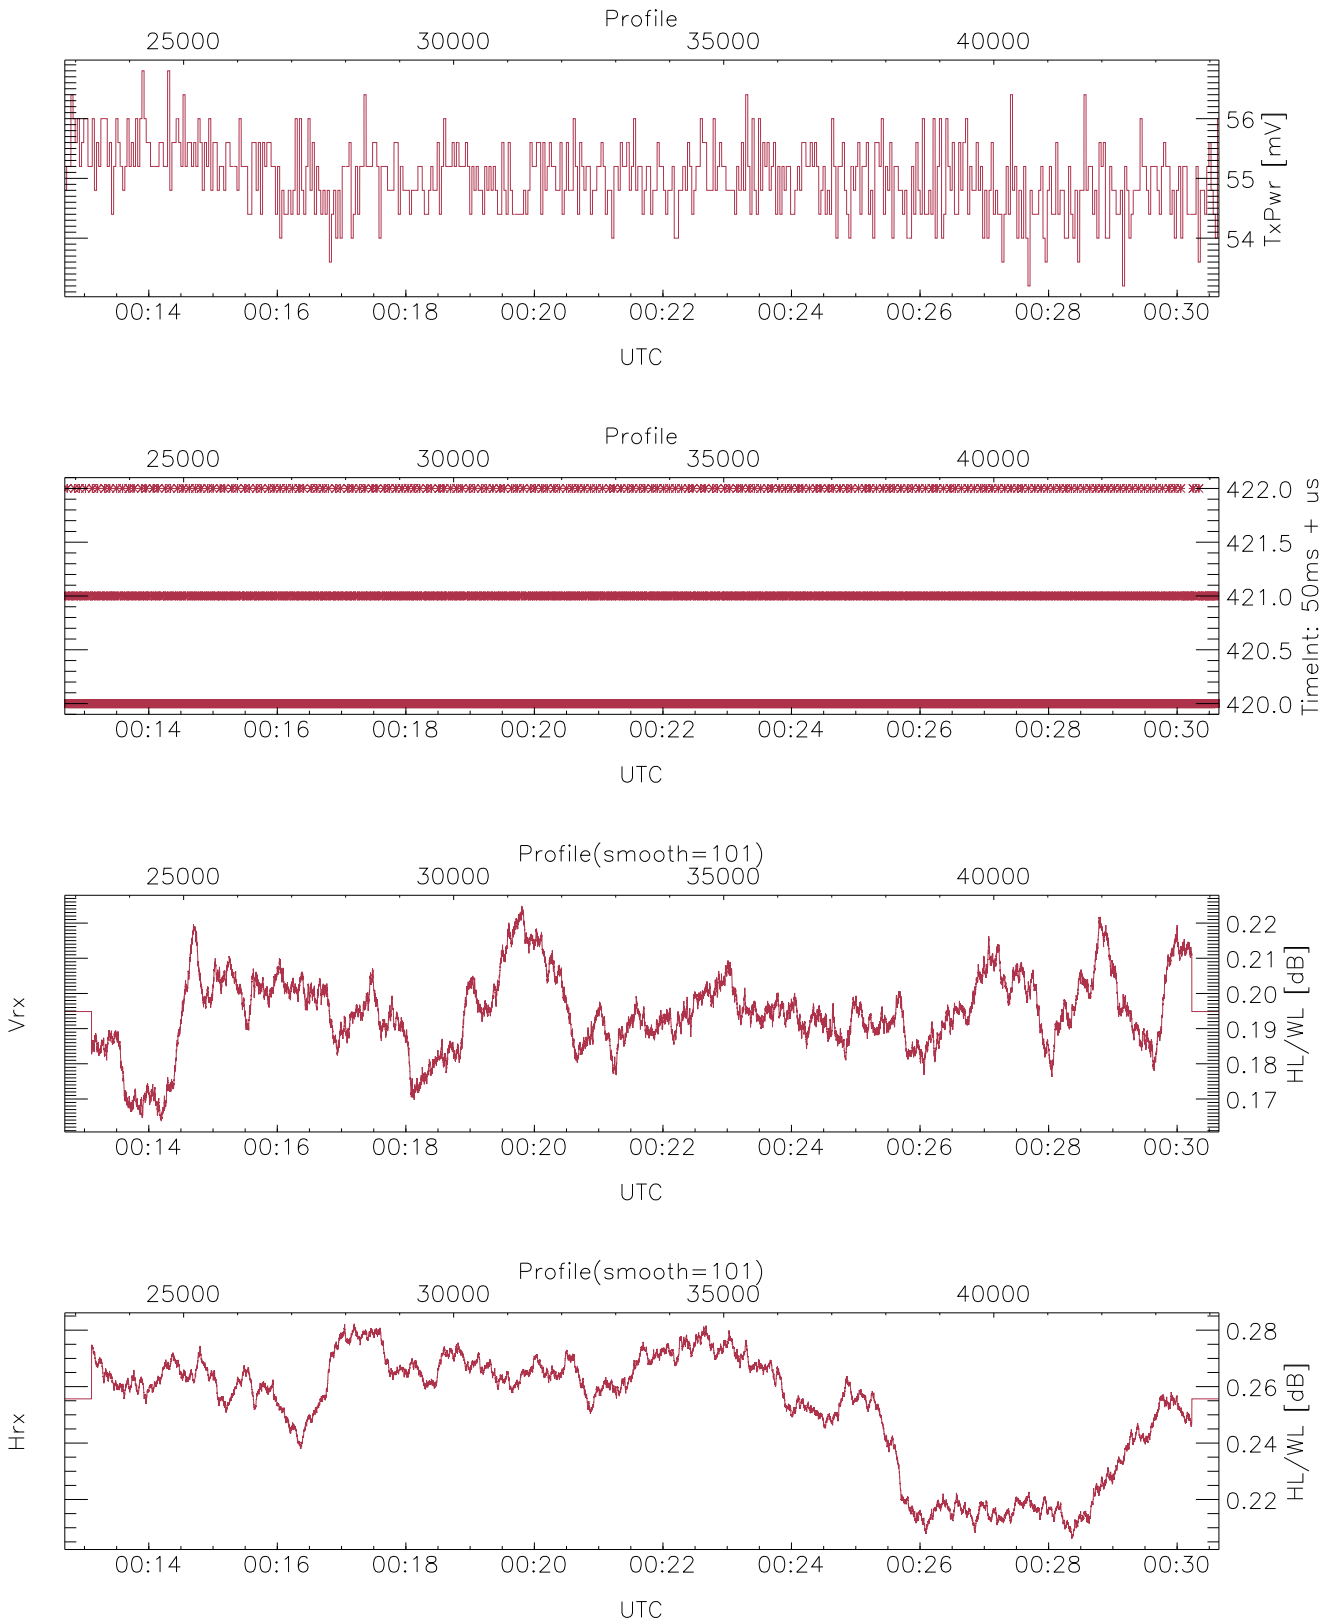 Profile
25000 30000 35000 40000
56
55
54
TxPwr [mV]
00:14 00:16 00:18 00:20 00:22 00:24 00:26 00:28 00:30
UTC
Profile
25000 30000 35000 40000
422.0
421.5
421.0
420.5
420.0
TimeInt: 50ms + us
00:14 00:16 00:18 00:20 00:22 00:24 00:26 00:28 00:30
UTC
Profile(smooth=101)
25000 30000 35000 40000
Vrx
0.22
0.21
0.20
0.19
0.18
0.17
HL/WL [dB]
00:14 00:16 00:18 00:20 00:22 00:24 00:26 00:28 00:30
UTC
Profile(smooth=101)
25000 30000 35000 40000
Hrx
0.28
0.26
0.24
0.22
HL/WL [dB]
00:14 00:16 00:18 00:20 00:22 00:24 00:26 00:28 00:30
UTC